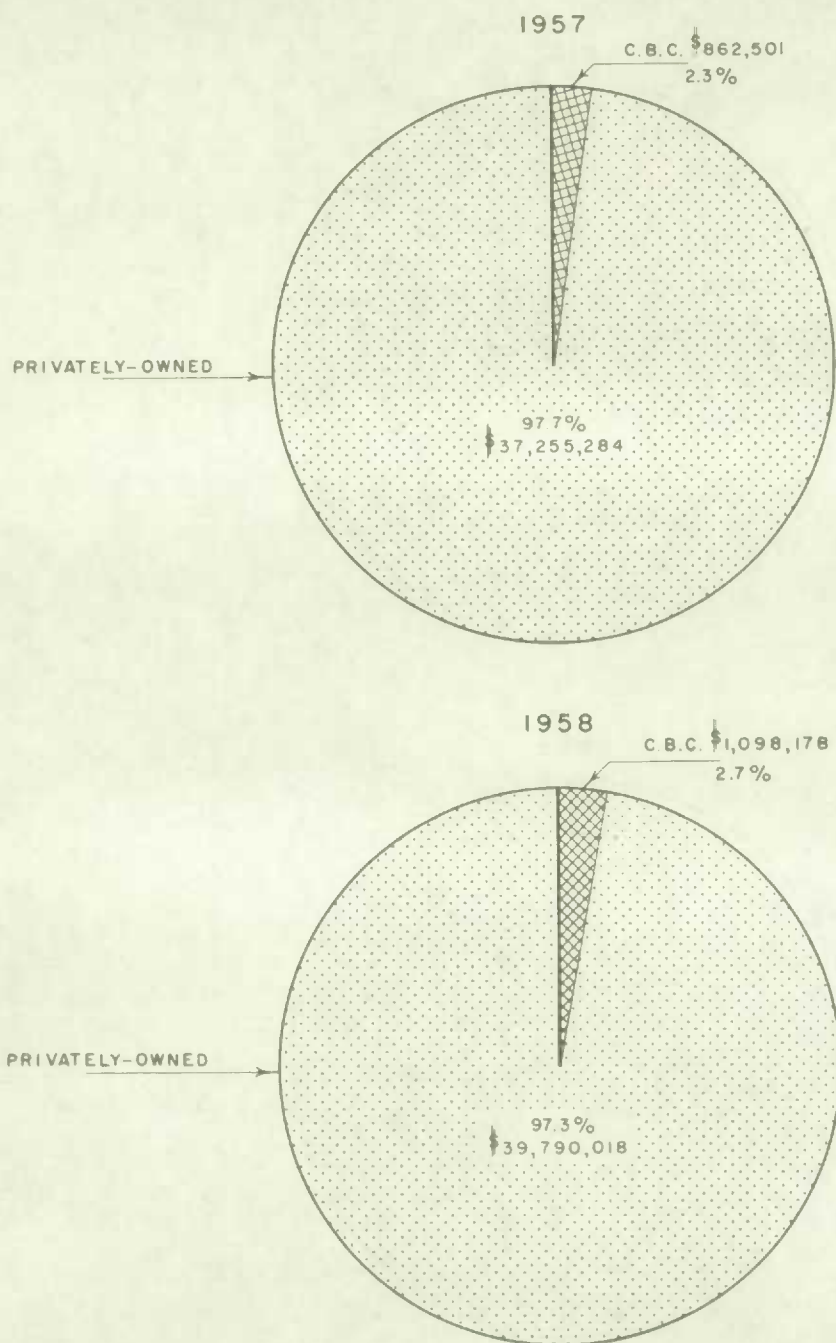 1957
C.B.C. $862,501
2.3%
PRIVATELY-OWNED
97.7%
$37,255,284
1958
C.B.C. $1,098,178
2.7%
PRIVATELY-OWNED
97.3%
$39,790,018